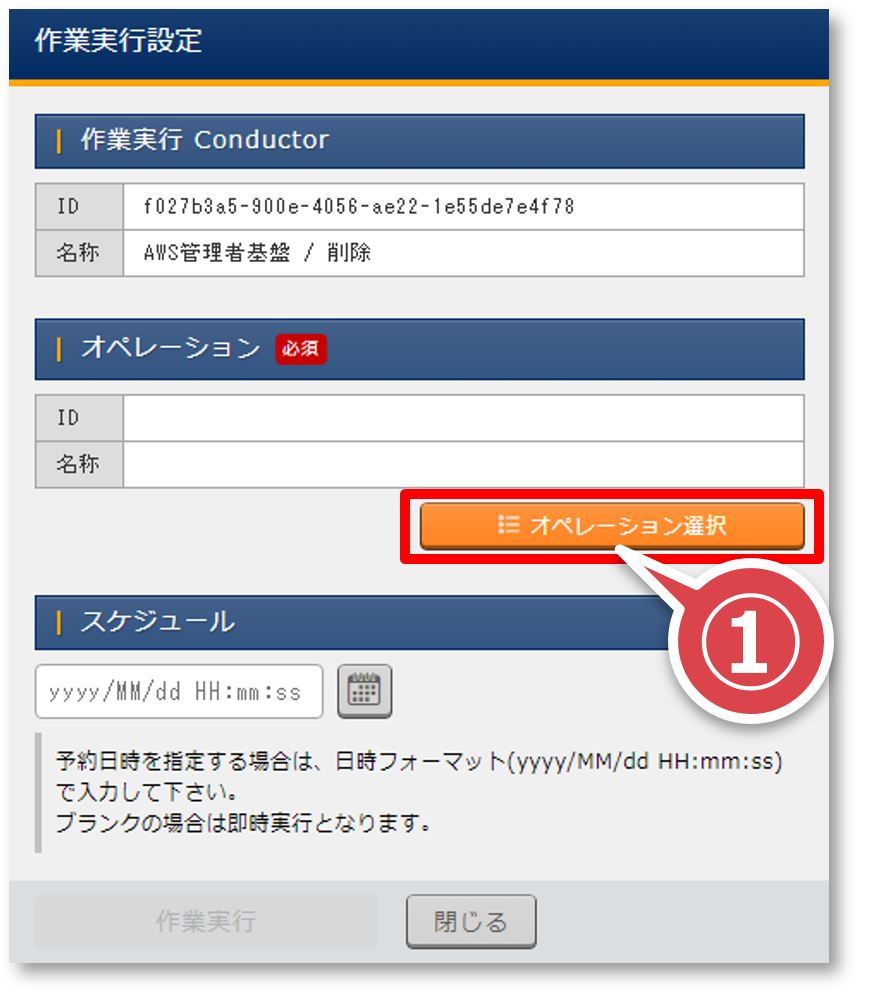 作業実行設定
作業実行 Conductor
ID f027b3a5-900e-4056-ae22-1e55de7e4f78
名称 AWS管理者基盤 / 削除
オペレーション 必須
ID
名称
オペレーション選択
1
スケジュール
yyyy/MM/dd HH:mm:ss
予約日時を指定する場合は、日時フォーマット(yyyy/MM/dd HH:mm:ss)
で入力して下さい。
ブランクの場合は即時実行となります。
作業実行 閉じる